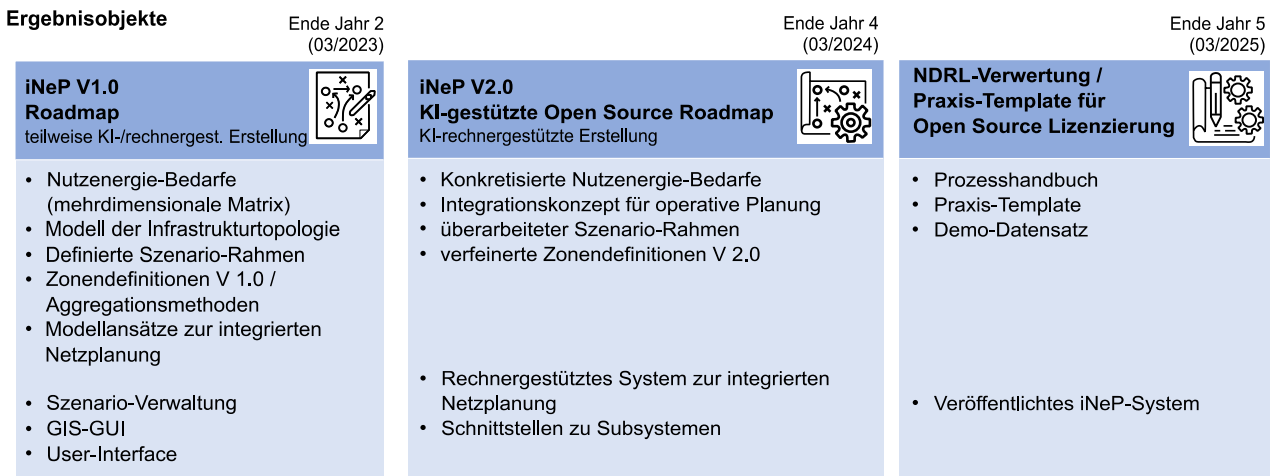 Ergebnisobjekte
Ende Jahr 2
(03/2023)
Ende Jahr 4
(03/2024)
Ende Jahr 5
(03/2025)
iNeP V1.0
Roadmap
teilweise KI-/rechnergest. Erstellung
• Nutzenergie-Bedarfe
(mehrdimensionale Matrix)
• Modell der Infrastrukturtopologie
• Definierte Szenario-Rahmen
• Zonendefinitionen V 1.0 /
Aggregationsmethoden
• Modellansätze zur integrierten
Netzplanung
• Szenario-Verwaltung
• GIS-GUI
• User-Interface
iNeP V2.0
KI-gestützte Open Source Roadmap
KI-rechnergestützte Erstellung
• Konkretisierte Nutzenergie-Bedarfe
• Integrationskonzept für operative Planung
• überarbeiteter Szenario-Rahmen
• verfeinerte Zonendefinitionen V 2.0
• Rechnergestütztes System zur integrierten
Netzplanung
• Schnittstellen zu Subsystemen
NDRL-Verwertung /
Praxis-Template für
Open Source Lizenzierung
• Prozesshandbuch
• Praxis-Template
• Demo-Datensatz
• Veröffentlichtes iNeP-System